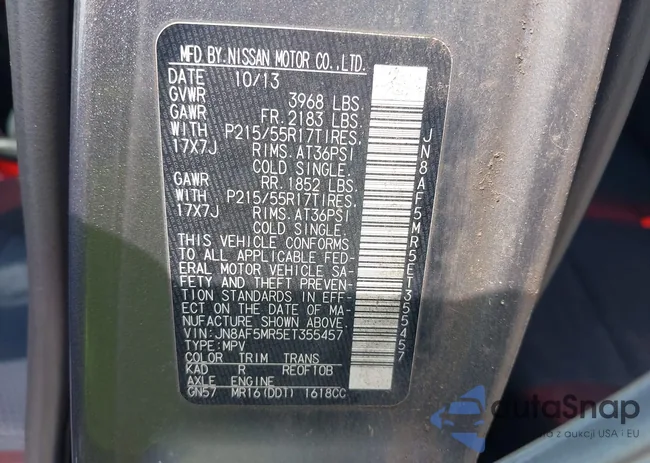 MFD BY.NISSAN MOTOR CO.,LTD.
DATE 10/13
GVWR 3968 LBS.
GAWR FR.2183 LBS.
WITH P215/55R17TIRES,
17X7J RIMS.AT36PSI
COLD SINGLE.
GAWR RR.1852 LBS.
WITH P215/55R17TIRES,
17X7J RIMS.AT36PSI
COLD SINGLE.
THIS VEHICLE CONFORMS
TO ALL APPLICABLE FED-
ERAL MOTOR VEHICLE SA-
FETY AND THEFT PREVEN-
TION STANDARDS IN EFF-
ECT ON THE DATE OF MA-
NUFACTURE SHOWN ABOVE.
VIN:JN8AF5MR5ET355457
TYPE:MPV
COLOR TRIM TRANS
KAD R RE0F10B
AXLE ENGINE
GN57 MR16(DDT) 1618CC
JN8AF5MR5ET355457
autoSnap
auta z aukcji USA i EU